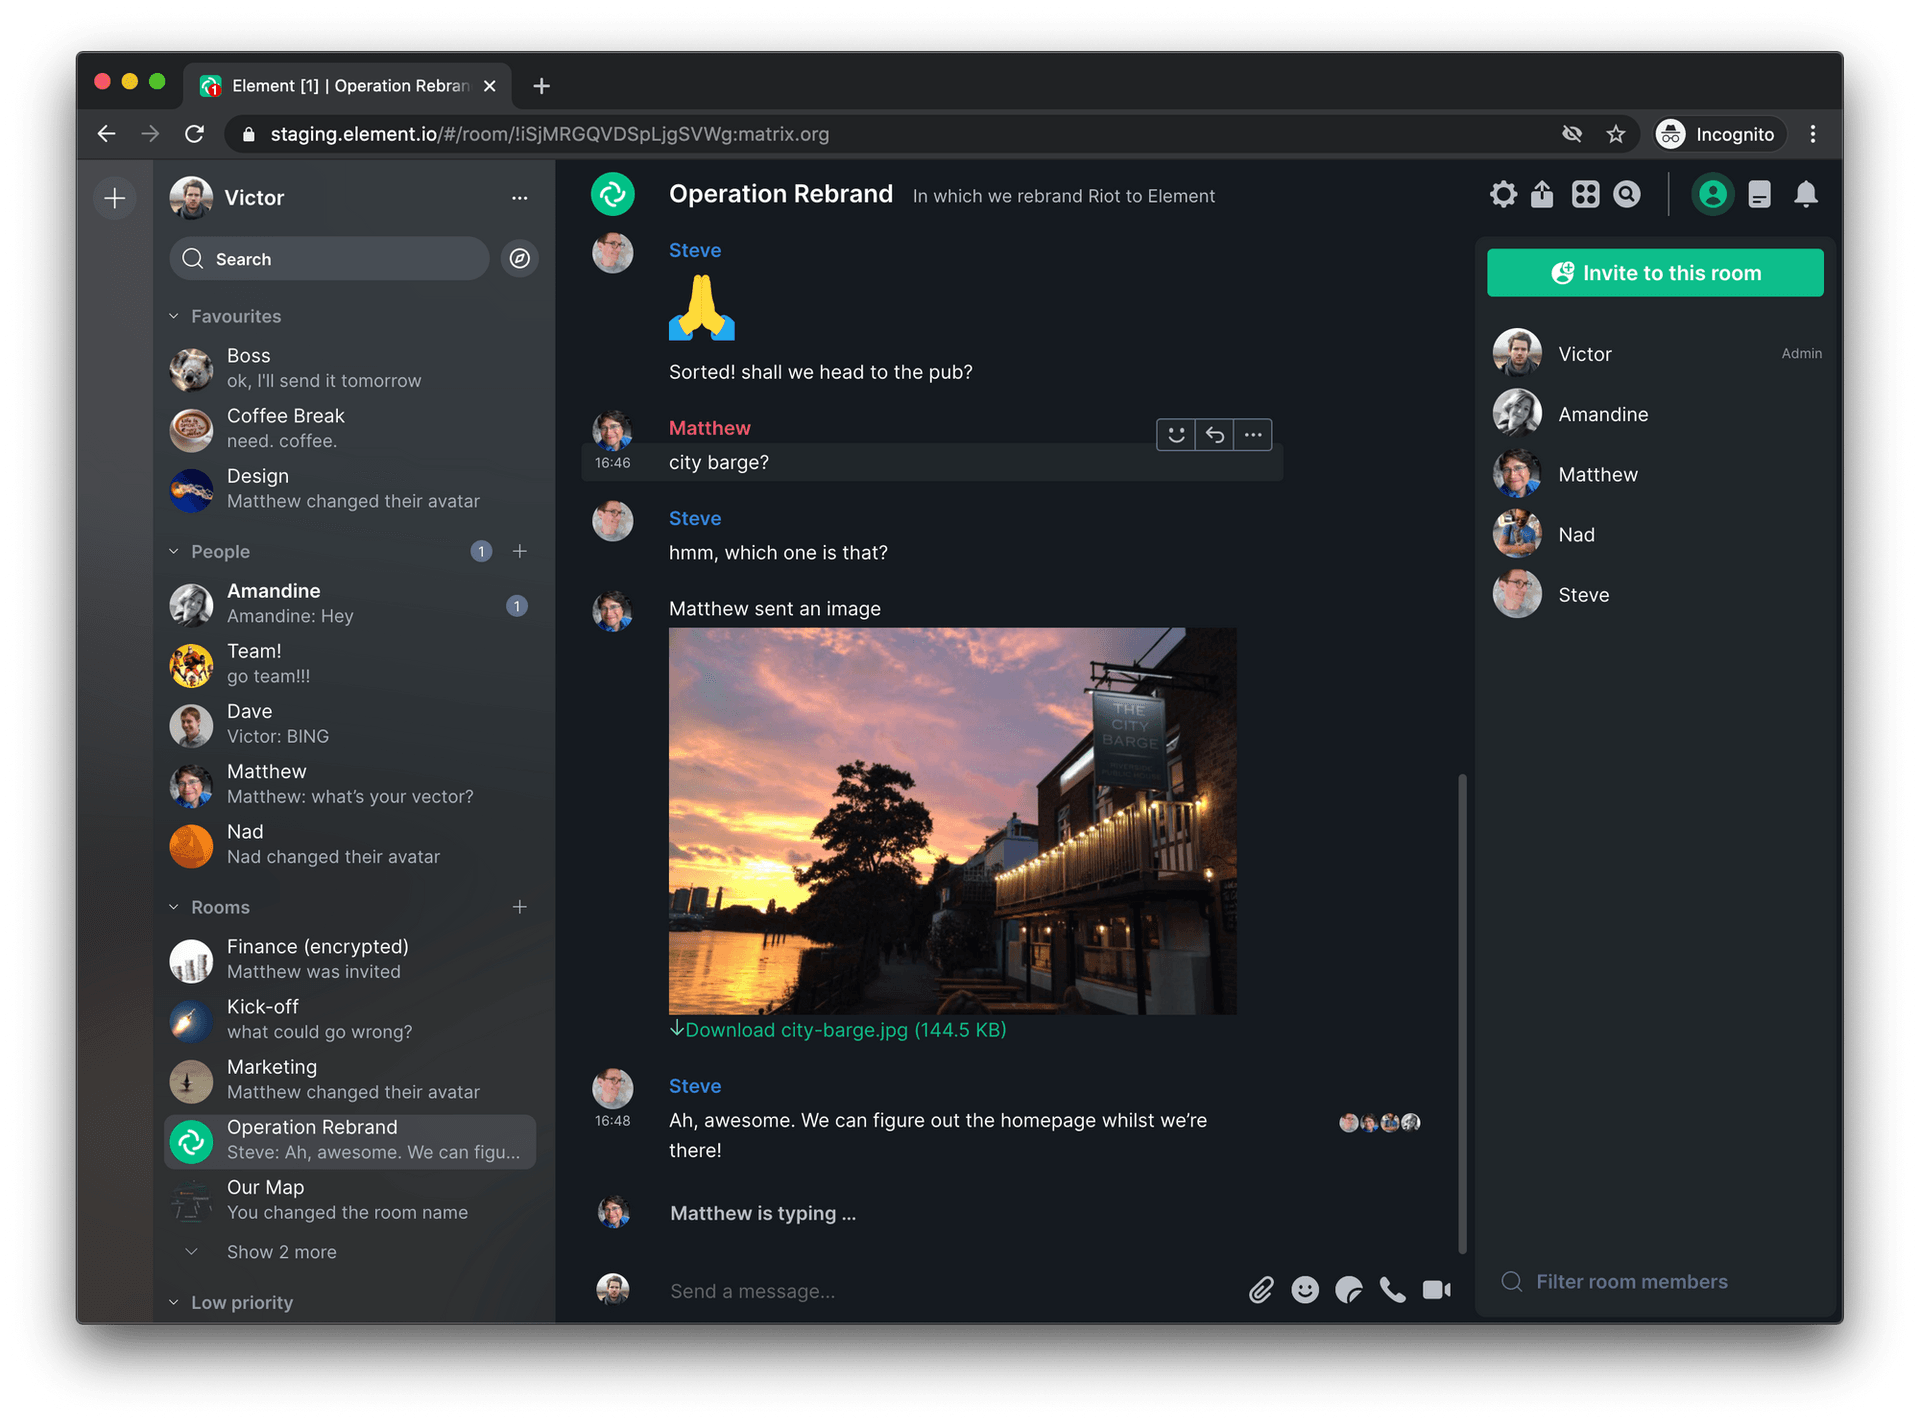 Element [1] | Operation Rebran
staging.element.io/#/room/!iSjMRGQVDSpLjgSVWg:matrix.org
Incognito
Victor
Search
Favourites
Boss
ok, I'll send it tomorrow
Coffee Break
need. coffee.
Design
Matthew changed their avatar
People
1
Amandine
Amandine: Hey
1
Team!
go team!!!
Dave
Victor: BING
Matthew
Matthew: what's your vector?
Nad
Nad changed their avatar
Rooms
Finance (encrypted)
Matthew was invited
Kick-off
what could go wrong?
Marketing
Matthew changed their avatar
Operation Rebrand
Steve: Ah, awesome. We can figu...
Our Map
You changed the room name
Show 2 more
Low priority
Operation Rebrand
In which we rebrand Riot to Element
Steve
Sorted! shall we head to the pub?
Matthew
16:46
city barge?
Steve
hmm, which one is that?
Matthew sent an image
THE
CITY
BARGE
Download city-barge.jpg (144.5 KB)
Steve
16:48
Ah, awesome. We can figure out the homepage whilst we're
there!
Matthew is typing ...
Send a message...
Invite to this room
Victor
Admin
Amandine
Matthew
Nad
Steve
Filter room members